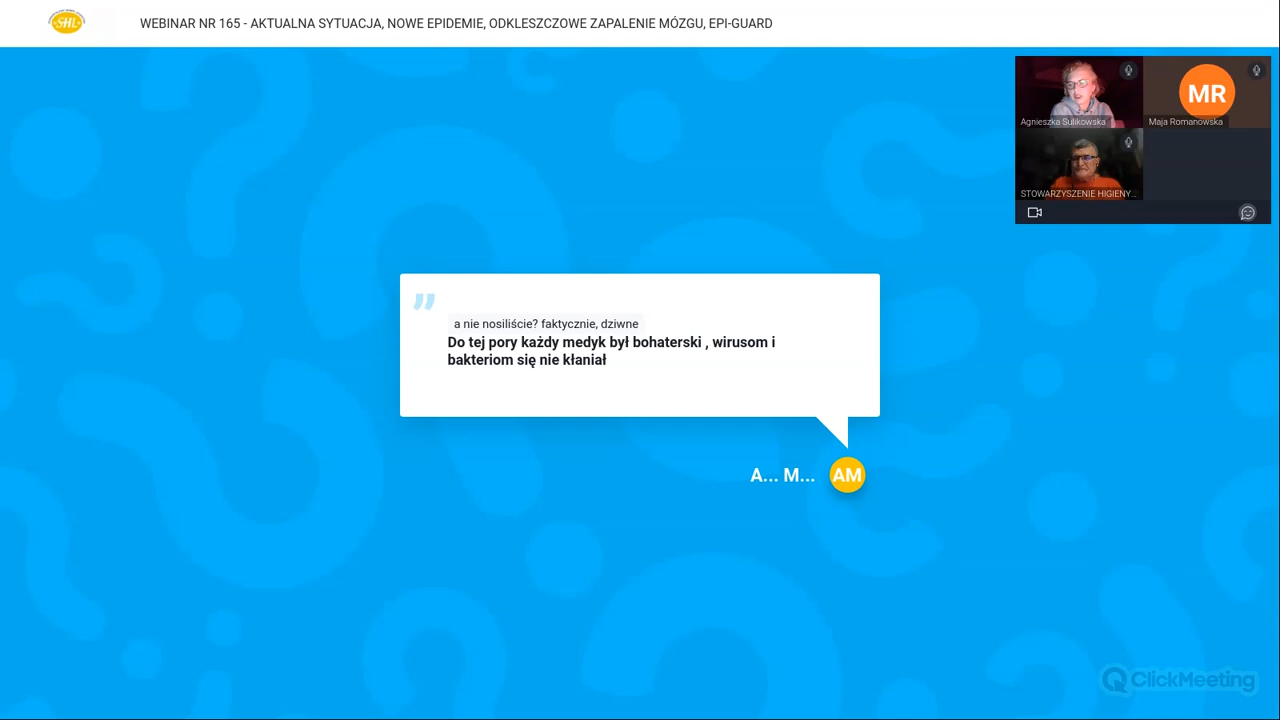 SHL
WEBINAR NR 165 - AKTUALNA SYTUACJA, NOWE EPIDEMIE, ODKLESZCZOWE ZAPALENIE MÓZGU, EPI-GUARD
MR
Agnieszka Sulikowska
Maja Romanowska
STOWARZYSZENIE HIGIENY...
a nie nosiliście? faktycznie, dziwne
Do tej pory każdy medyk był bohaterski , wirusom i
bakteriom się nie kłaniał
A... M...
AM
ClickMeeting